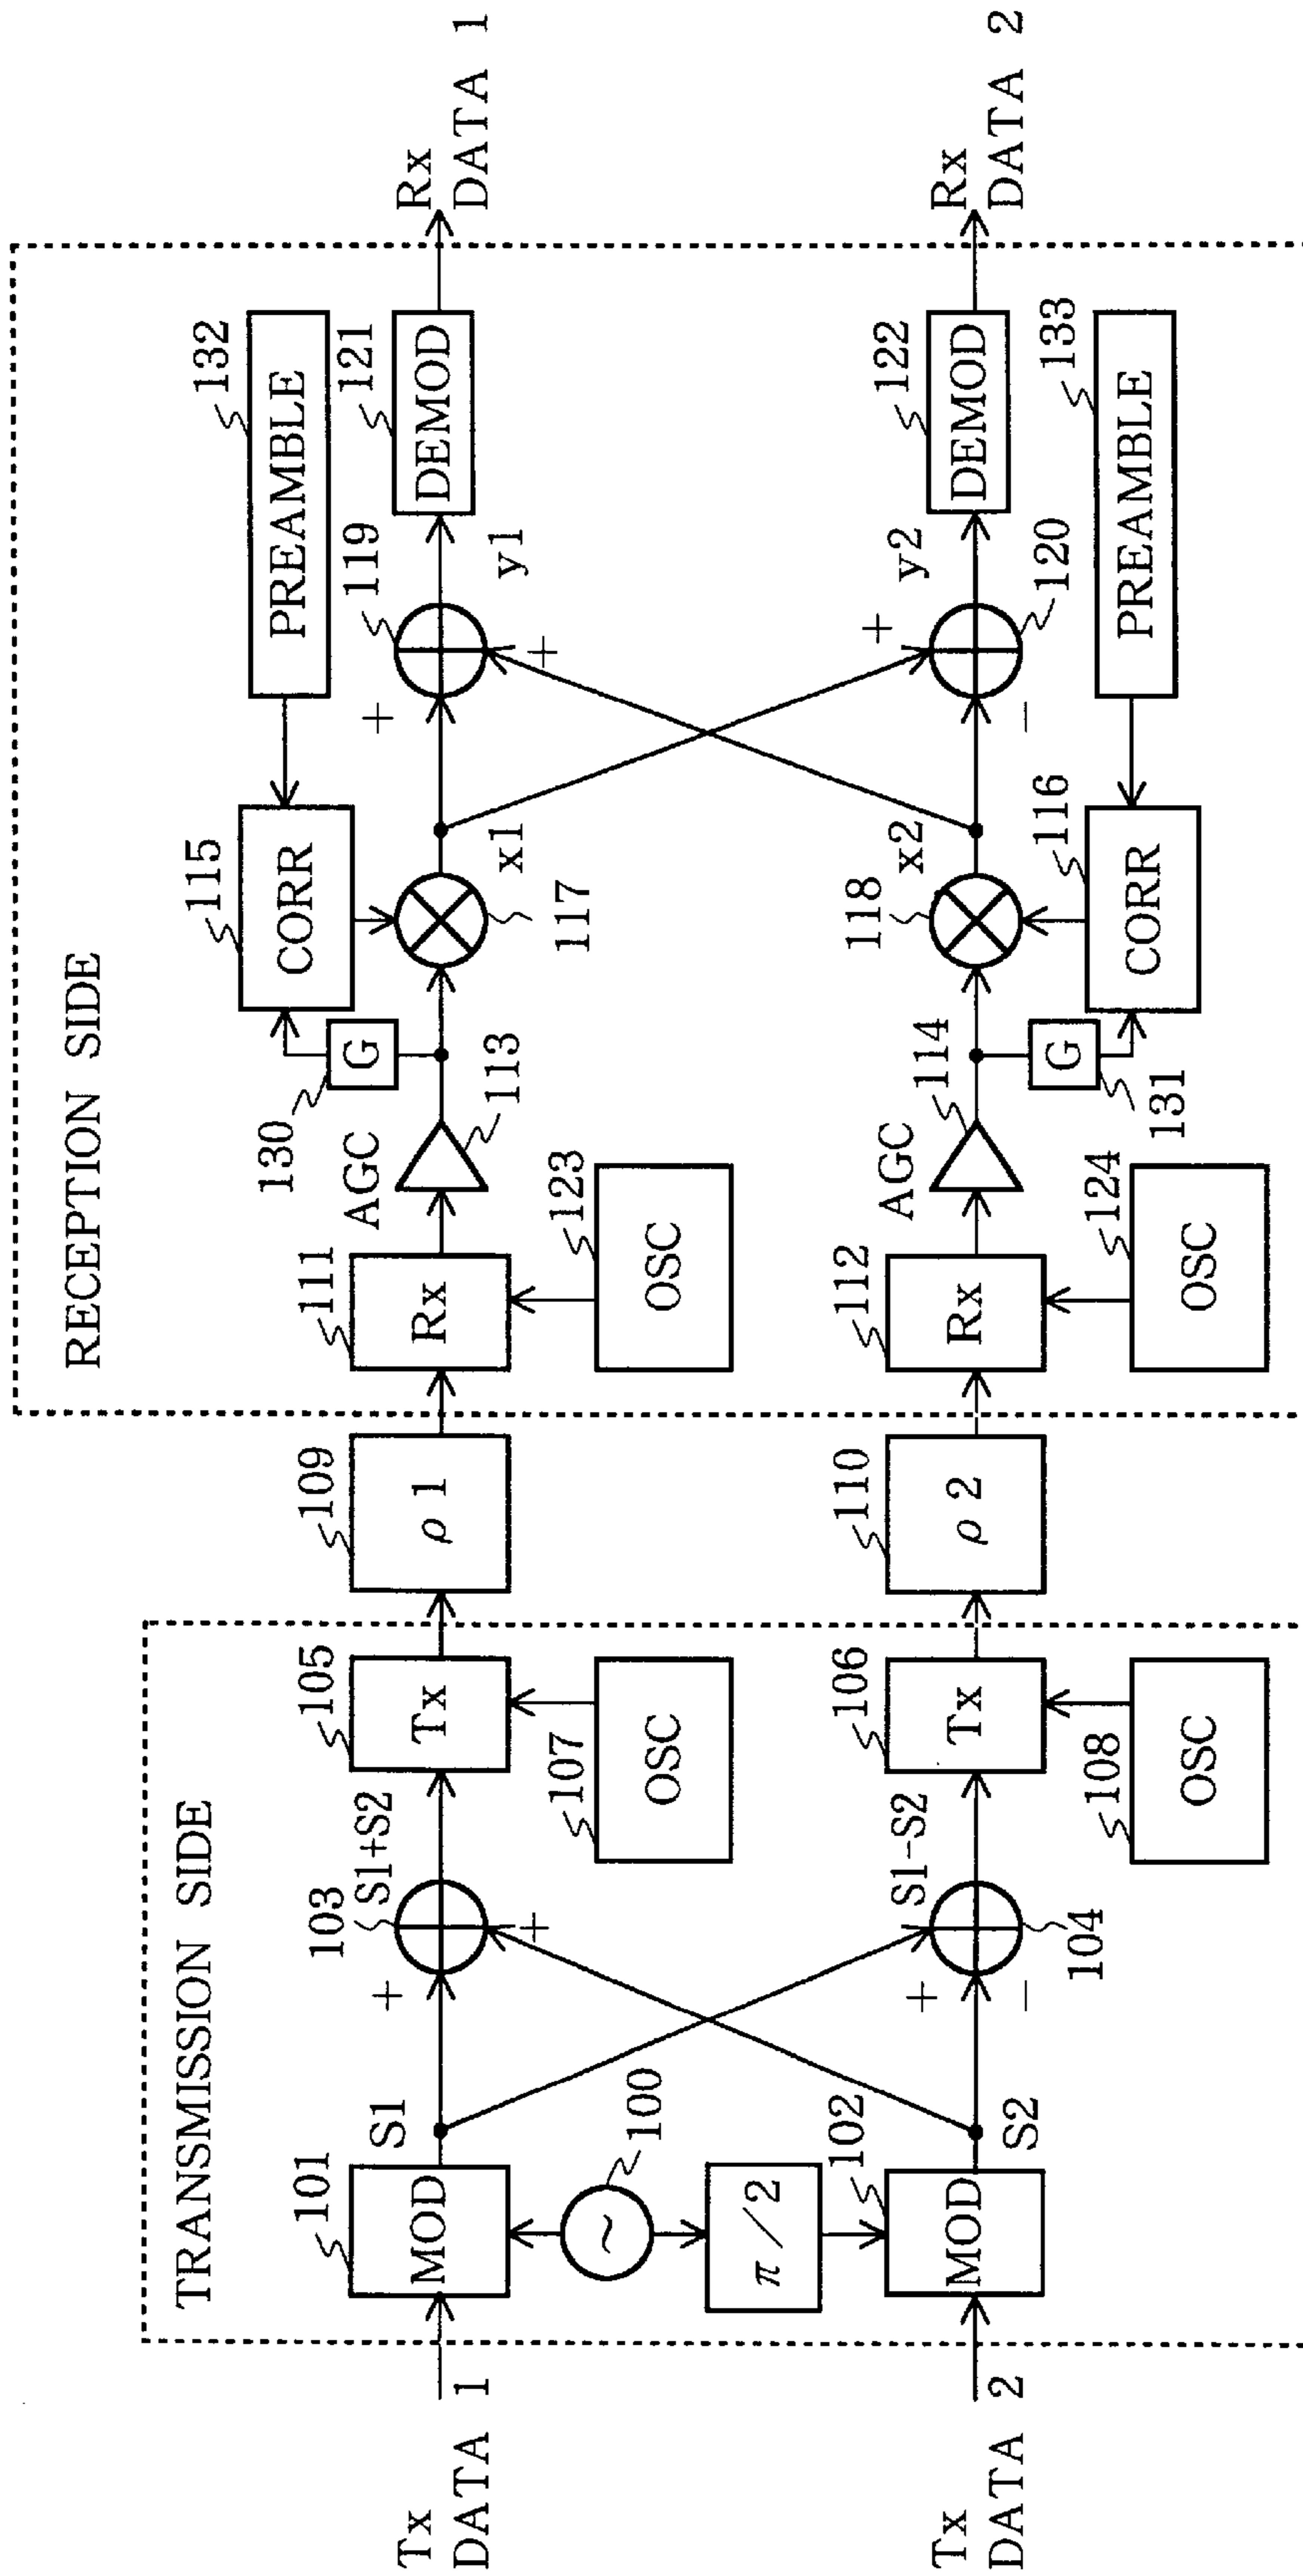 TRANSMISSION SIDE
RECEPTION SIDE
Tx
DATA 1
101
MOD
S1
100
~
π/2
102
MOD
S2
Tx
DATA 2
103
S1+S2
+
+
S1-S2
+
-
104
105
Tx
107
OSC
106
Tx
108
OSC
109
ρ 1
110
ρ 2
111
Rx
123
OSC
112
Rx
124
OSC
AGC
113
AGC
114
130
G
G
131
115
CORR
117
x1
118
x2
116
CORR
132
PREAMBLE
133
PREAMBLE
119
+
+
y1
+
-
y2
120
121
DEMOD
122
DEMOD
Rx
DATA 1
Rx
DATA 2